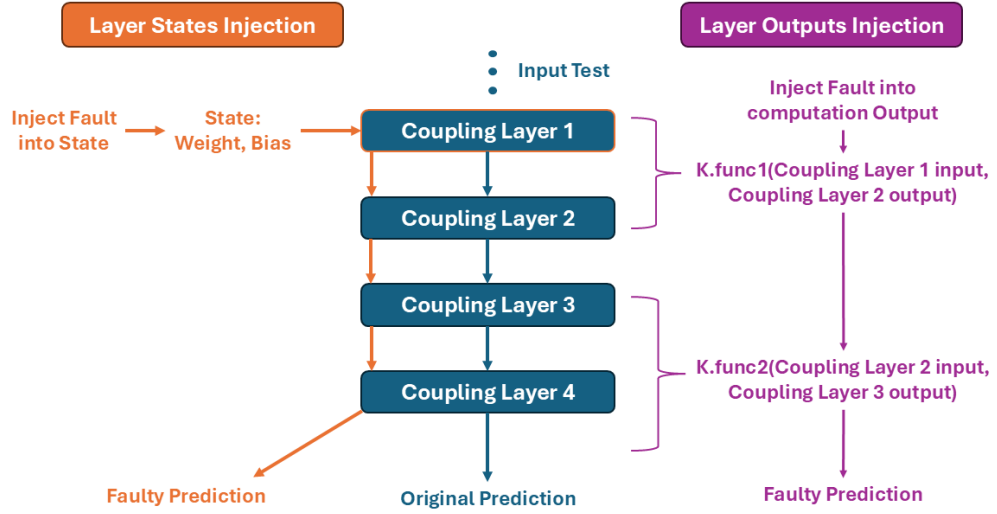 Layer States Injection
Layer Outputs Injection
Input Test
Inject Fault
into State
State:
Weight, Bias
Coupling Layer 1
Coupling Layer 2
Coupling Layer 3
Coupling Layer 4
Inject Fault into
computation Output
K.func1(Coupling Layer 1 input,
Coupling Layer 2 output)
K.func2(Coupling Layer 2 input,
Coupling Layer 3 output)
Faulty Prediction
Original Prediction
Faulty Prediction